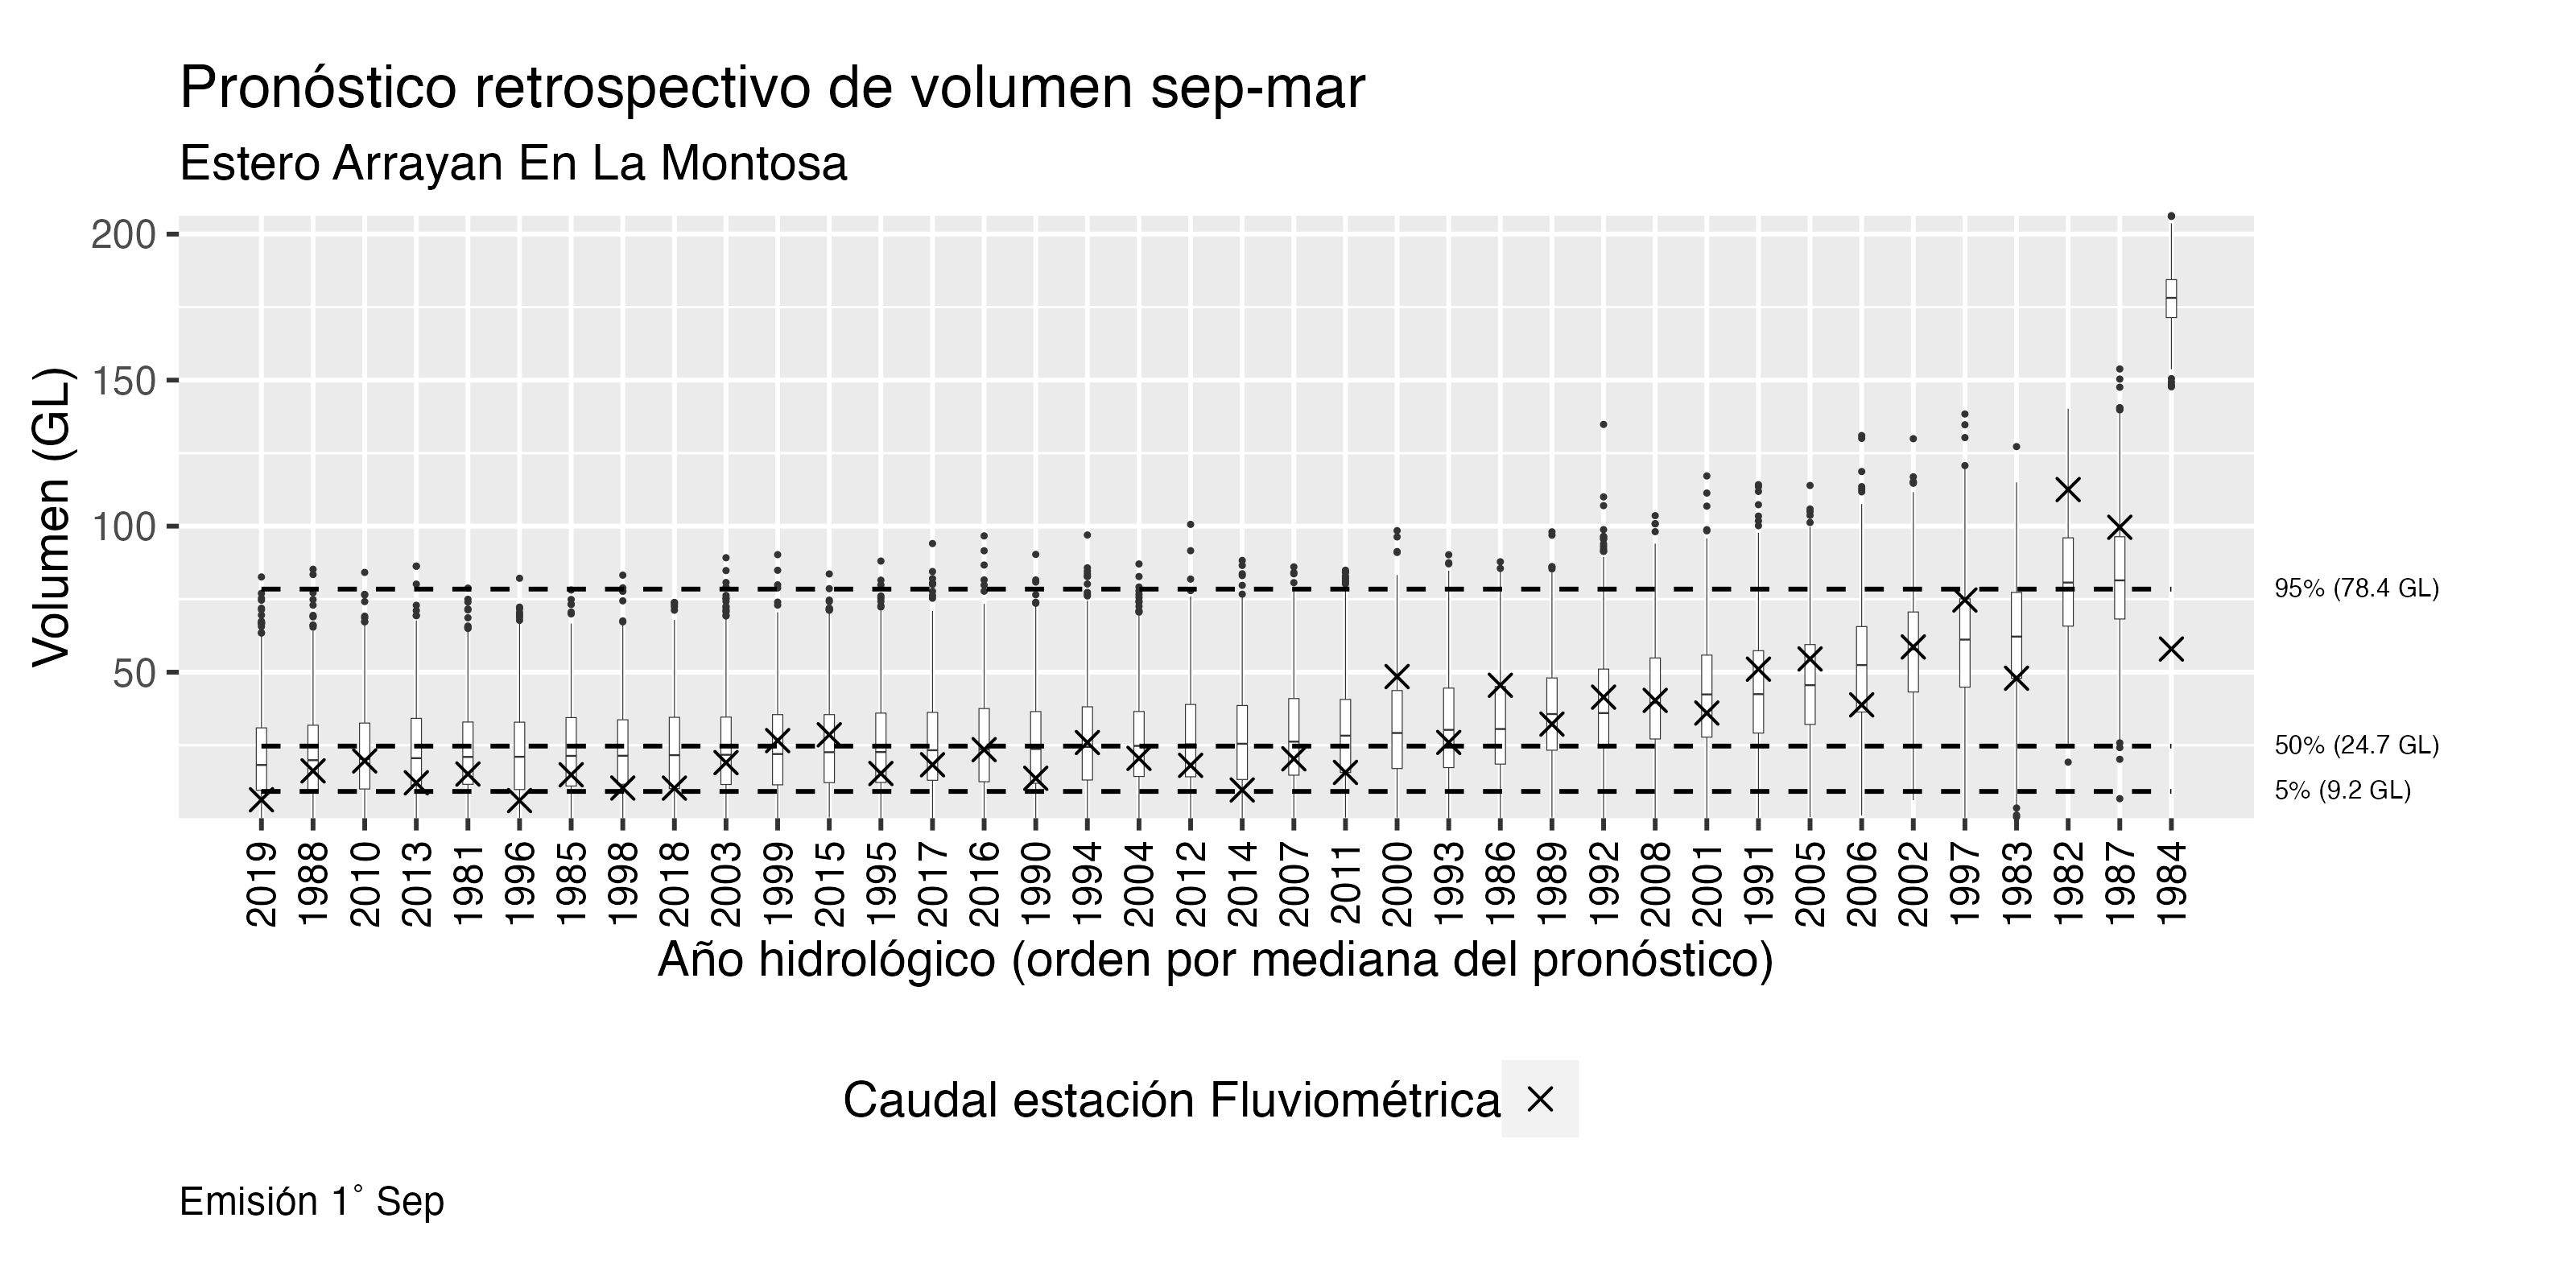 Pronóstico retrospectivo de volumen sep-mar
Estero Arrayan En La Montosa
Volumen (GL)
200
150
100
50
95% (78.4 GL)
50% (24.7 GL)
5% (9.2 GL)
2019 1988 2010 2013 1981 1996 1985 1998 2018 2003 1999 2015 1995 2017 2016 1990 1994 2004 2012 2014 2007 2011 2000 1993 1986 1989 1992 2008 2001 1991 2005 2006 2002 1997 1983 1982 1987 1984
Año hidrológico (orden por mediana del pronóstico)
Caudal estación Fluviométrica
Emisión 1° Sep